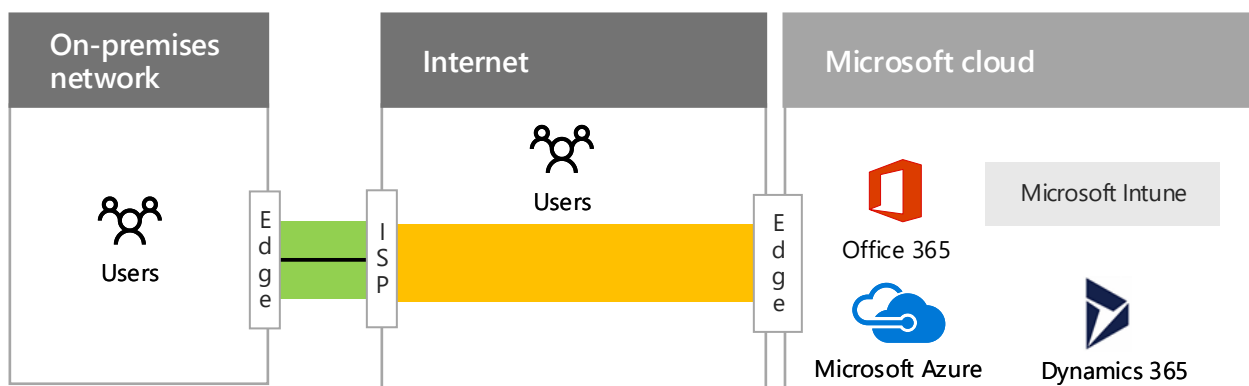 On-premises
network
Internet
Microsoft cloud
Users
Users
Edge
ISP
Edge
Office 365
Microsoft Intune
Microsoft Azure
Dynamics 365